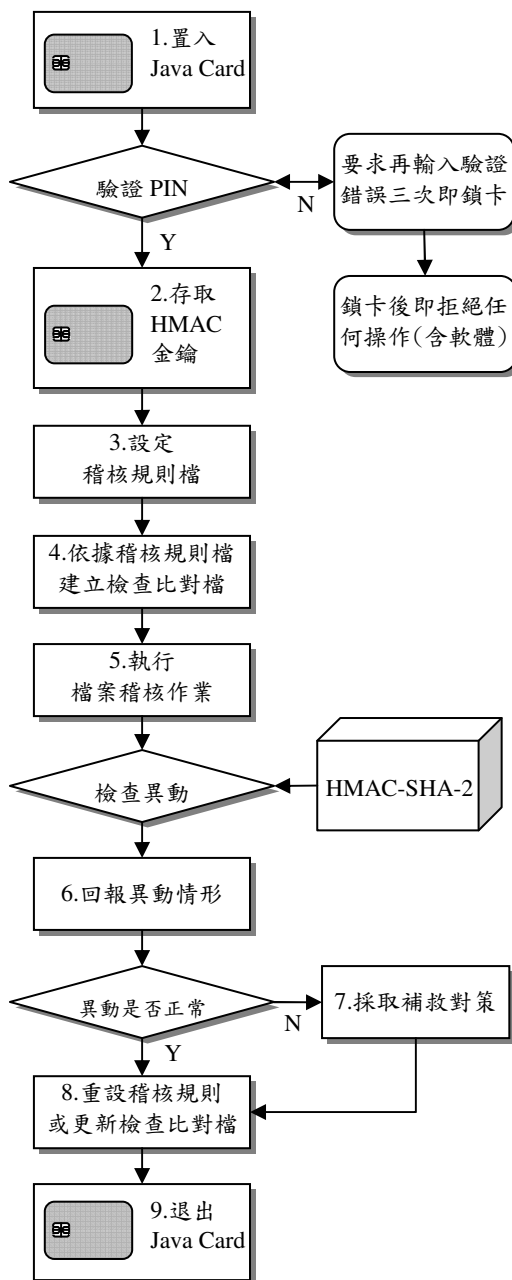 1.置入
Java Card
驗證 PIN
N
要求再輸入驗證
錯誤三次即鎖卡
Y
鎖卡後即拒絕任
何操作(含軟體)
2.存取
HMAC
金鑰
3.設定
稽核規則檔
4.依據稽核規則檔
建立檢查比對檔
5.執行
檔案稽核作業
檢查異動
HMAC-SHA-2
6.回報異動情形
異動是否正常
N
7.採取補救對策
Y
8.重設稽核規則
或更新檢查比對檔
9.退出
Java Card